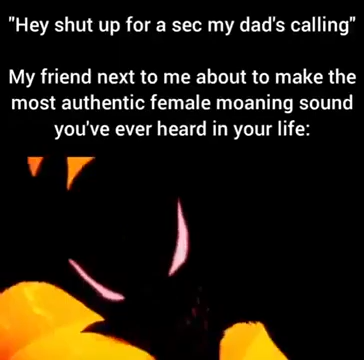 "Hey shut up for a sec my dad's calling"
My friend next to me about to make the
most authentic female moaning sound
you've ever heard in your life: